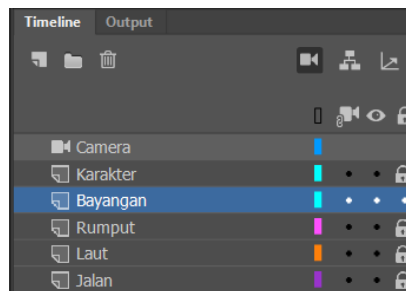 Timeline Output
Camera
Karakter
Bayangan
Rumput
Laut
Jalan